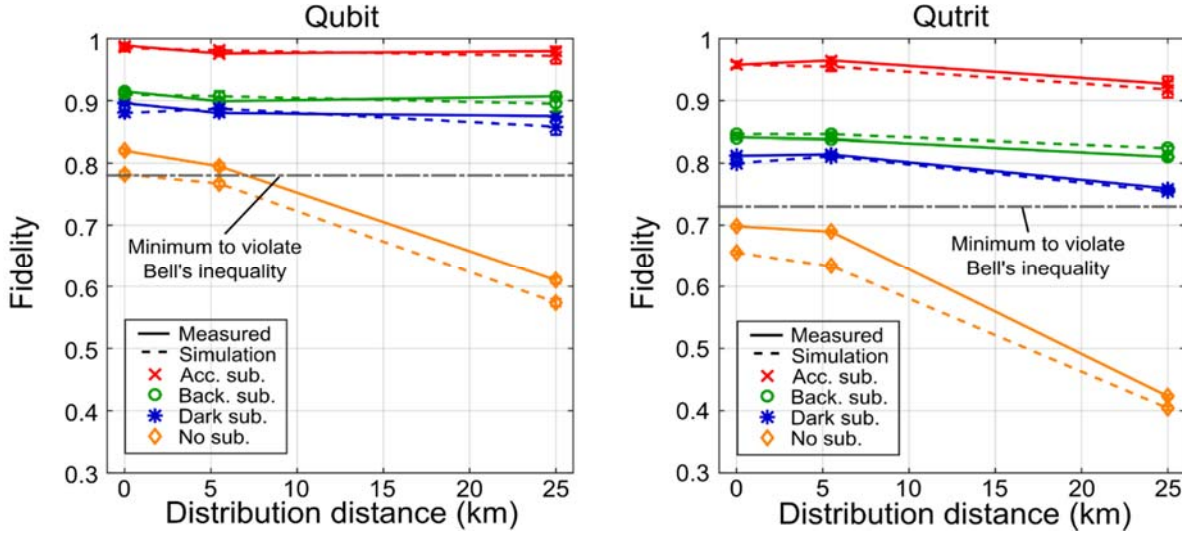 Qubit
1
0.9
0.8
0.7
0.6
0.5
0.4
0.3
Fidelity
Minimum to violate
Bell's inequality
Measured
Simulation
Acc. sub.
Back. sub.
Dark sub.
No sub.
0 5 10 15 20 25
Distribution distance (km)
Qutrit
1
0.9
0.8
0.7
0.6
0.5
0.4
0.3
Fidelity
Minimum to violate
Bell's inequality
Measured
Simulation
Acc. sub.
Back. sub.
Dark sub.
No sub.
0 5 10 15 20 25
Distribution distance (km)